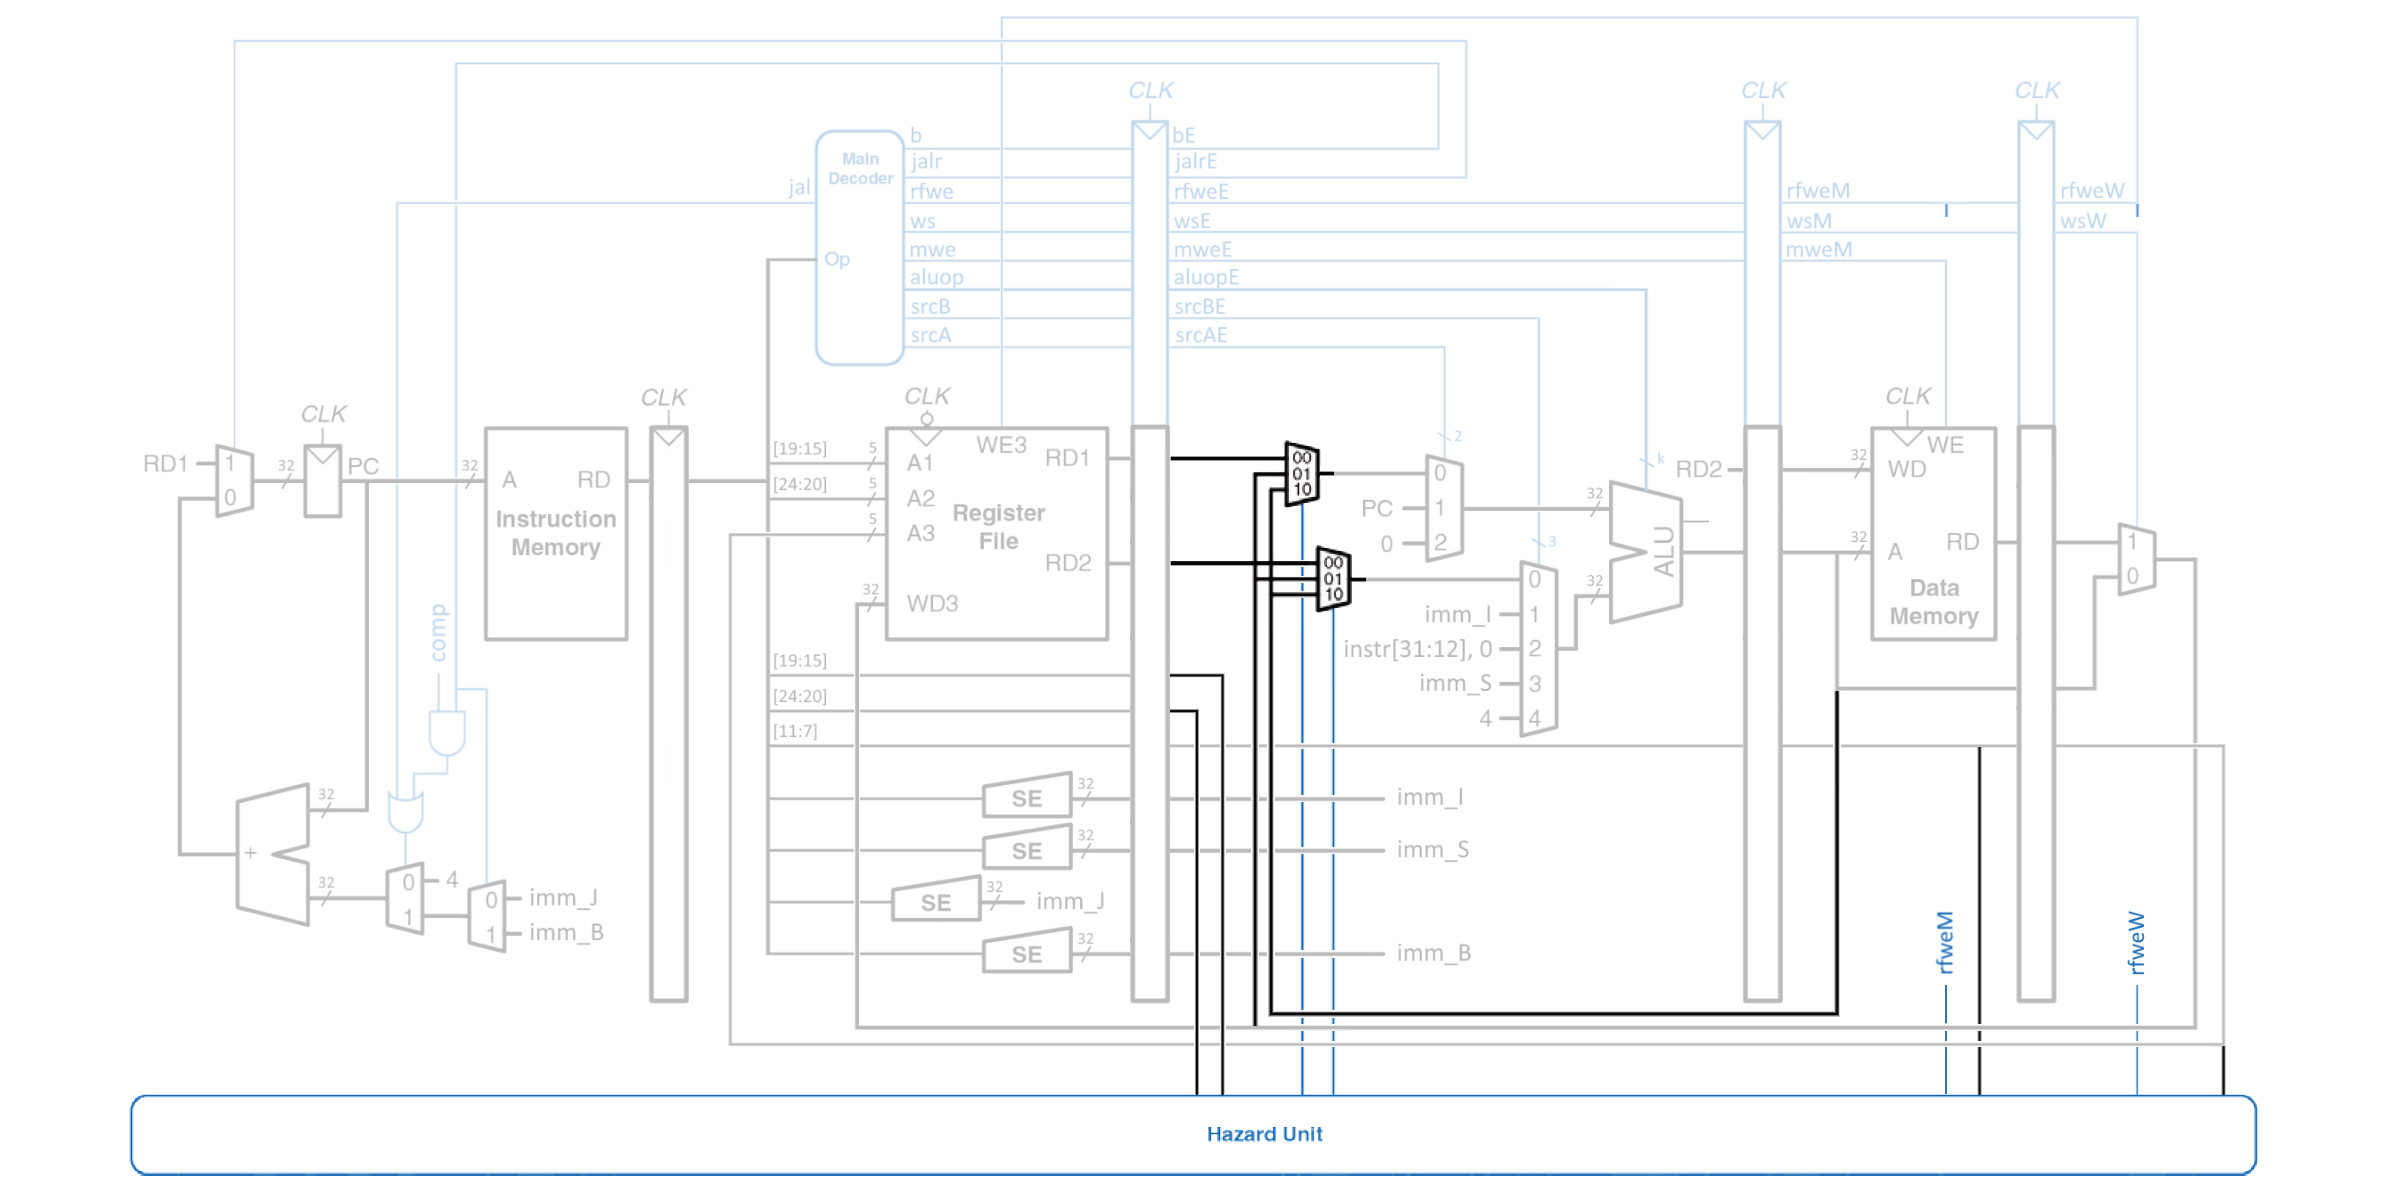 CLK
CLK
CLK
b
bE
Main
Decoder
jalr
jalrE
jal
rfwe
rfweE
rfweM
rfweW
ws
wsE
wsM
wsW
mwe
mweE
mweM
Op
aluop
aluopE
srcB
srcBE
srcA
srcAE
CLK
CLK
CLK
CLK
RD1
1
0
32
PC
32
A
RD
Instruction
Memory
[19:15]
5
A1
[24:20]
5
A2
5
A3
WE3
RD1
Register
File
RD2
32
WD3
00
01
10
00
01
10
2
0
PC
1
0
2
3
0
imm_I
1
instr[31:12], 0
2
imm_S
3
4
4
k
32
32
ALU
RD2
32
WD
WE
32
A
RD
Data
Memory
1
0
comp
[19:15]
[24:20]
[11:7]
32
+
32
0
4
1
0
imm_J
1
imm_B
SE
32
imm_I
SE
32
imm_S
SE
32
imm_J
SE
32
imm_B
rfweM
rfweW
Hazard Unit